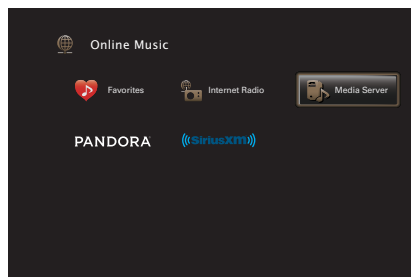 Online Music
Favorites Internet Radio Media Server
PANDORA ((SiriusXM))